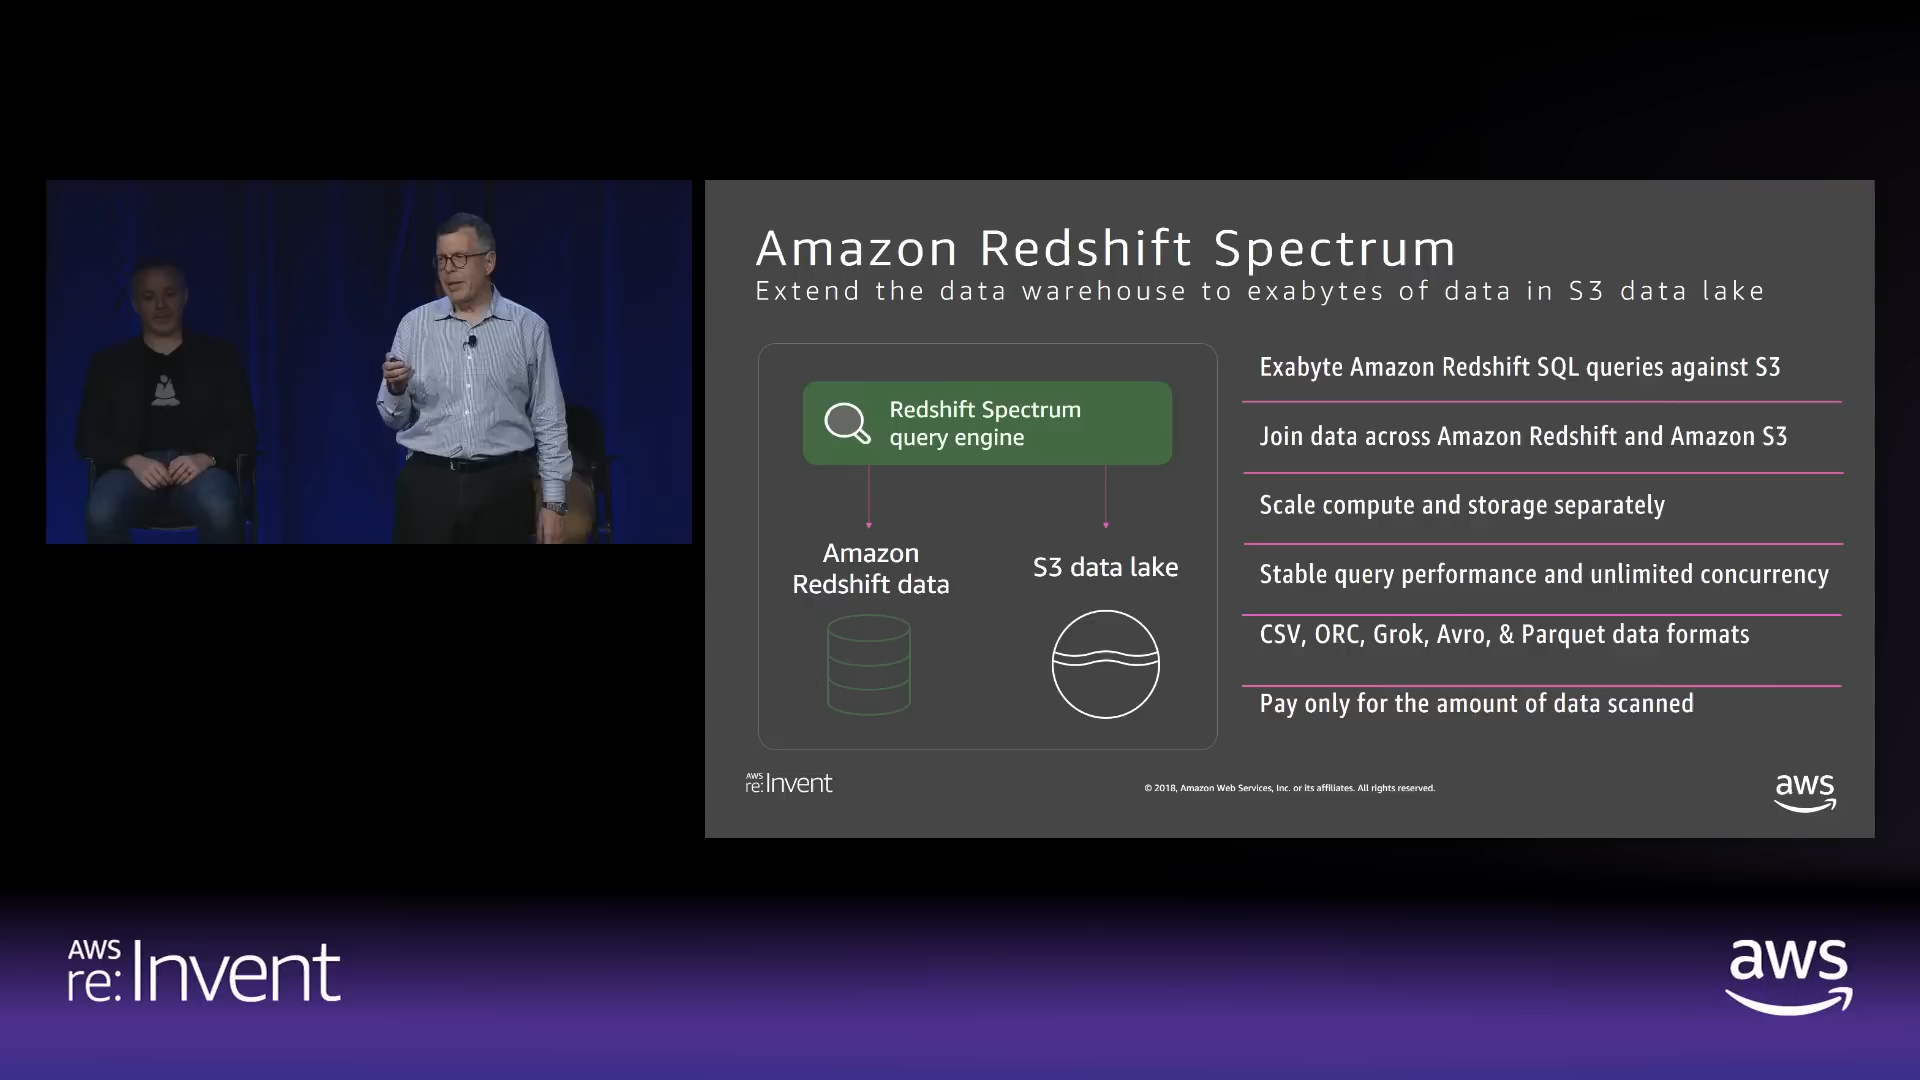 Amazon Redshift Spectrum
Extend the data warehouse to exabytes of data in S3 data lake
Redshift Spectrum
query engine
Amazon
Redshift data
S3 data lake
Exabyte Amazon Redshift SQL queries against S3
Join data across Amazon Redshift and Amazon S3
Scale compute and storage separately
Stable query performance and unlimited concurrency
CSV, ORC, Grok, Avro, & Parquet data formats
Pay only for the amount of data scanned
AWS
re:Invent
© 2018, Amazon Web Services, Inc. or its affiliates. All rights reserved.
aws
AWS
re:Invent
aws